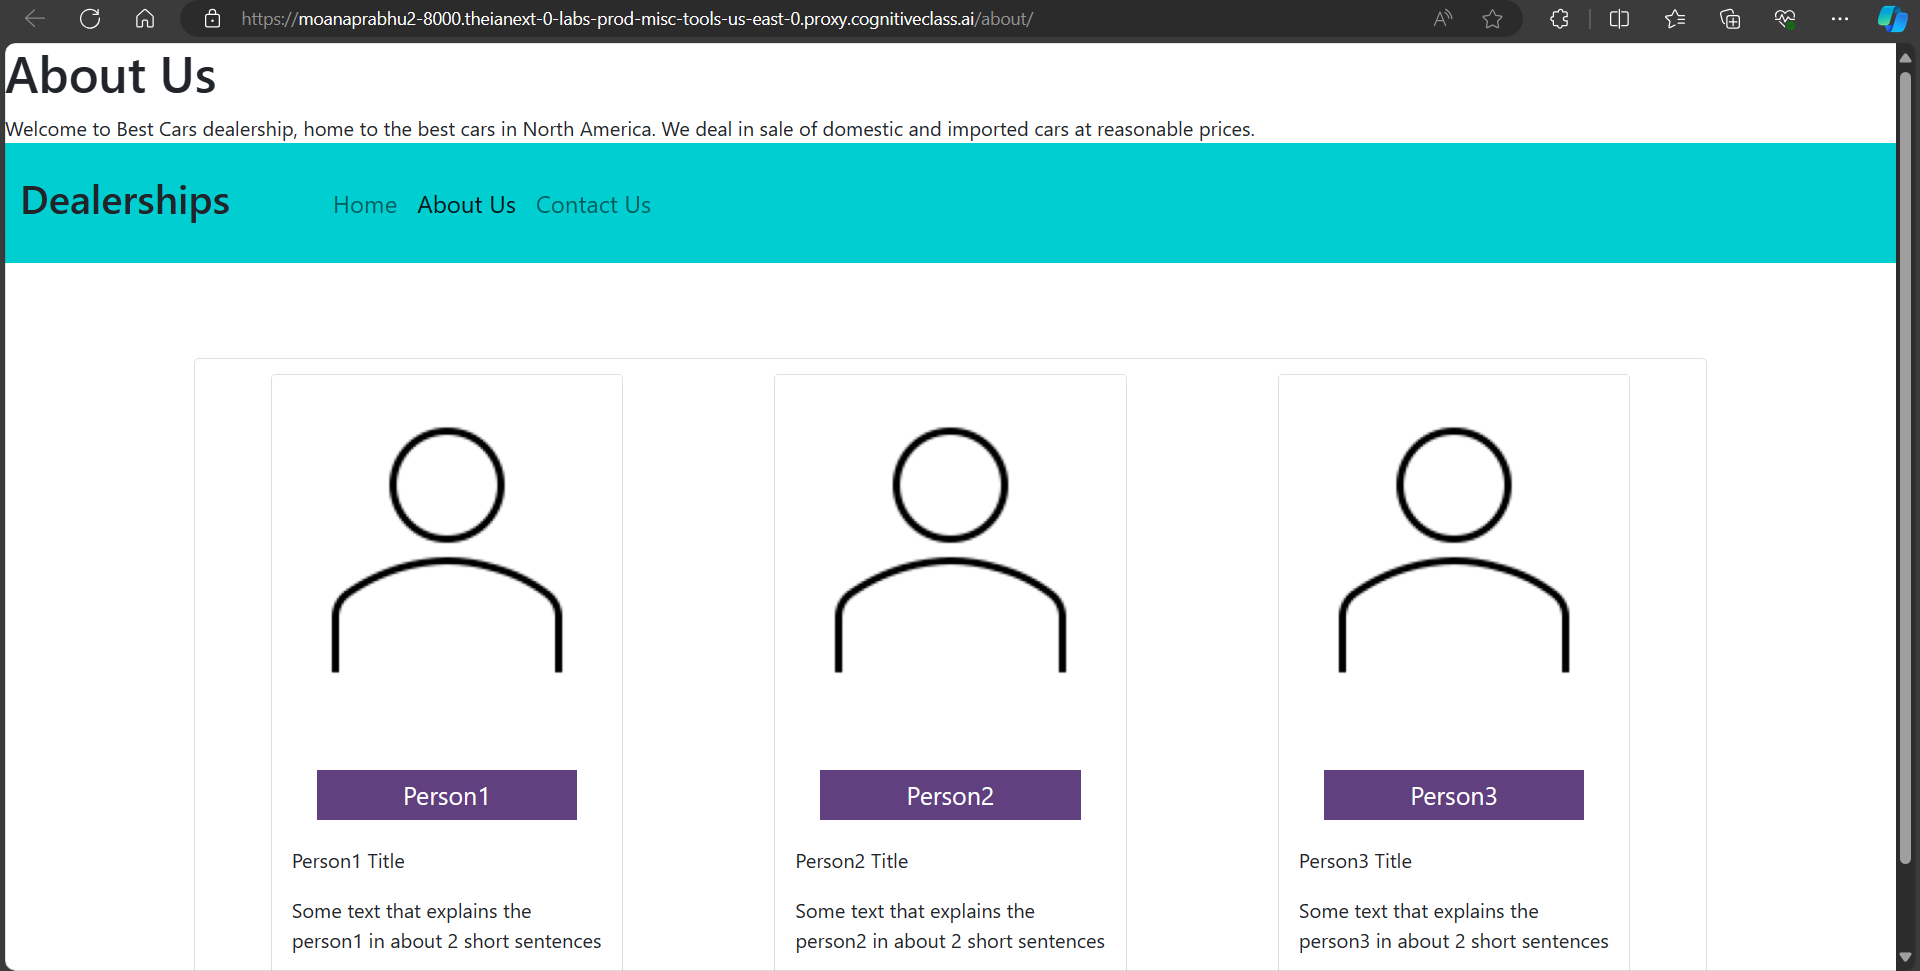 https://moanaprabhu2-8000.theianext-0-labs-prod-misc-tools-us-east-0.proxy.cognitiveclass.ai/about/
About Us
Welcome to Best Cars dealership, home to the best cars in North America. We deal in sale of domestic and imported cars at reasonable prices.
Dealerships Home About Us Contact Us
Person1
Person1 Title
Some text that explains the
person1 in about 2 short sentences
Person2
Person2 Title
Some text that explains the
person2 in about 2 short sentences
Person3
Person3 Title
Some text that explains the
person3 in about 2 short sentences